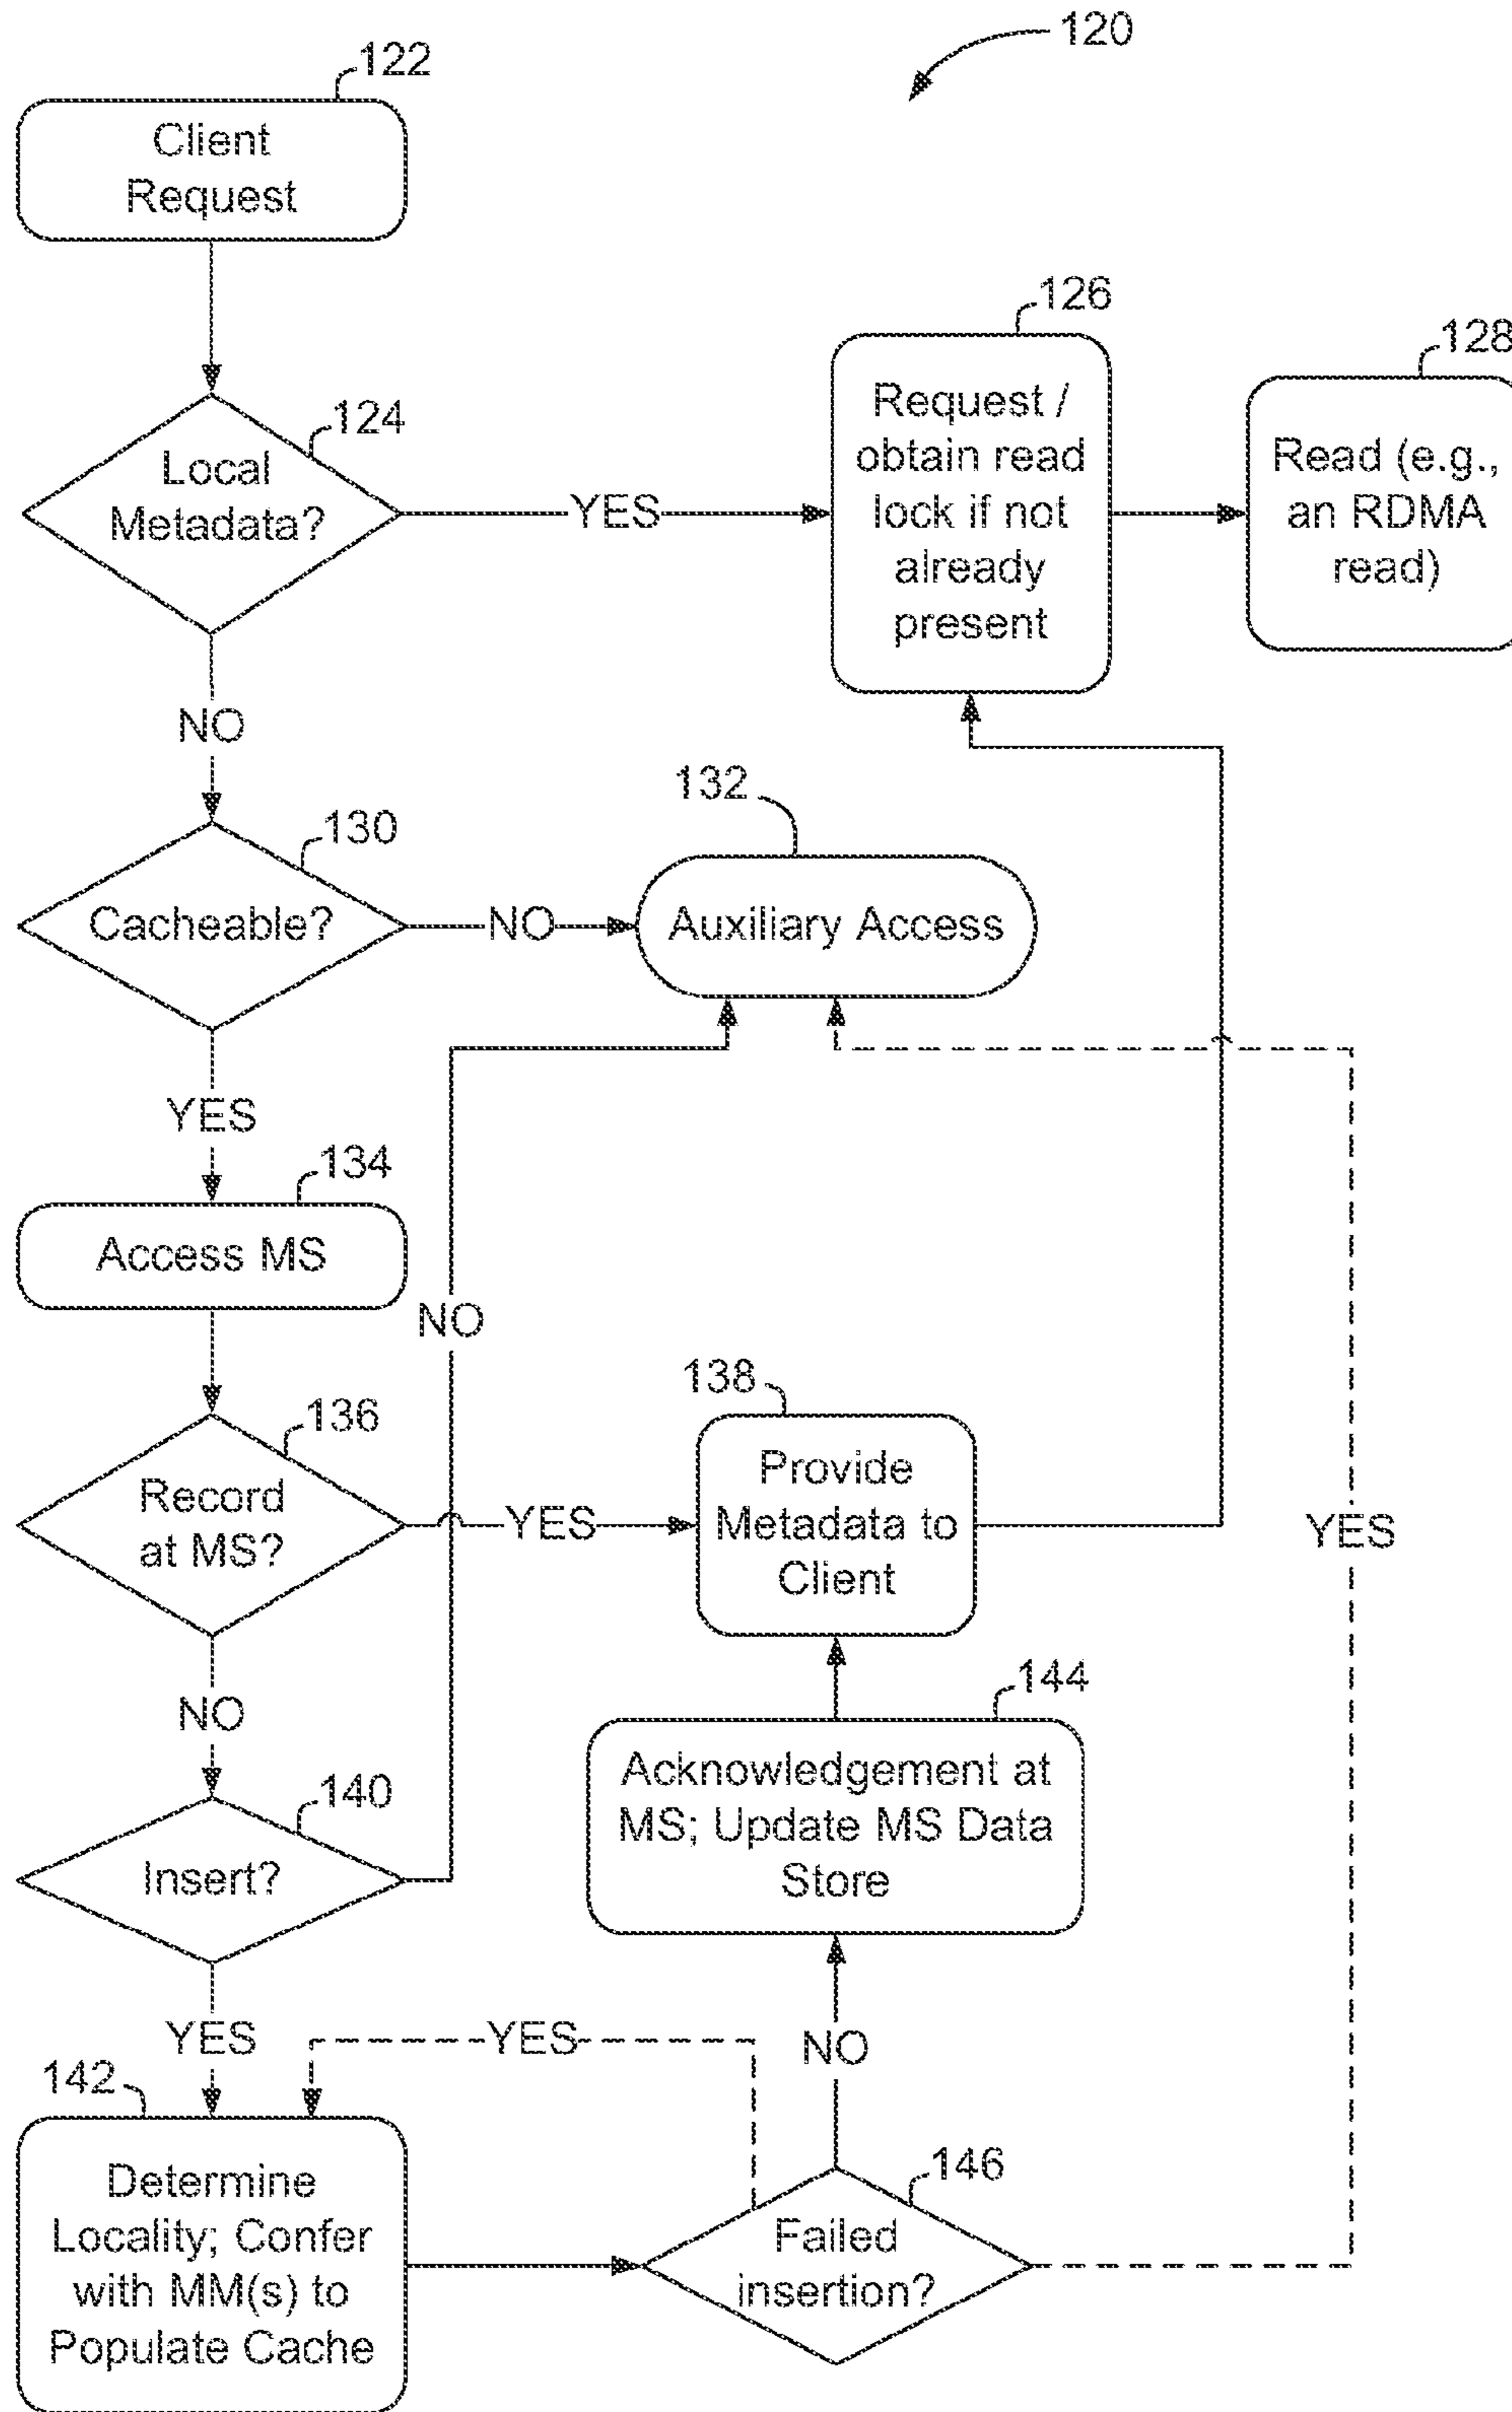 120
122
Client
Request
124
Local
Metadata?
YES
126
Request /
obtain read
lock if not
already
present
128
Read (e.g.,
an RDMA
read)
NO
130
Cacheable?
NO
132
Auxiliary Access
YES
134
Access MS
NO
136
Record
at MS?
YES
138
Provide
Metadata to
Client
YES
NO
144
Acknowledgement at
MS; Update MS Data
Store
140
Insert?
YES
YES
NO
142
Determine
Locality; Confer
with MM(s) to
Populate Cache
146
Failed
insertion?